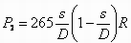 P₂ = 265 s/D (1 − s/D) R